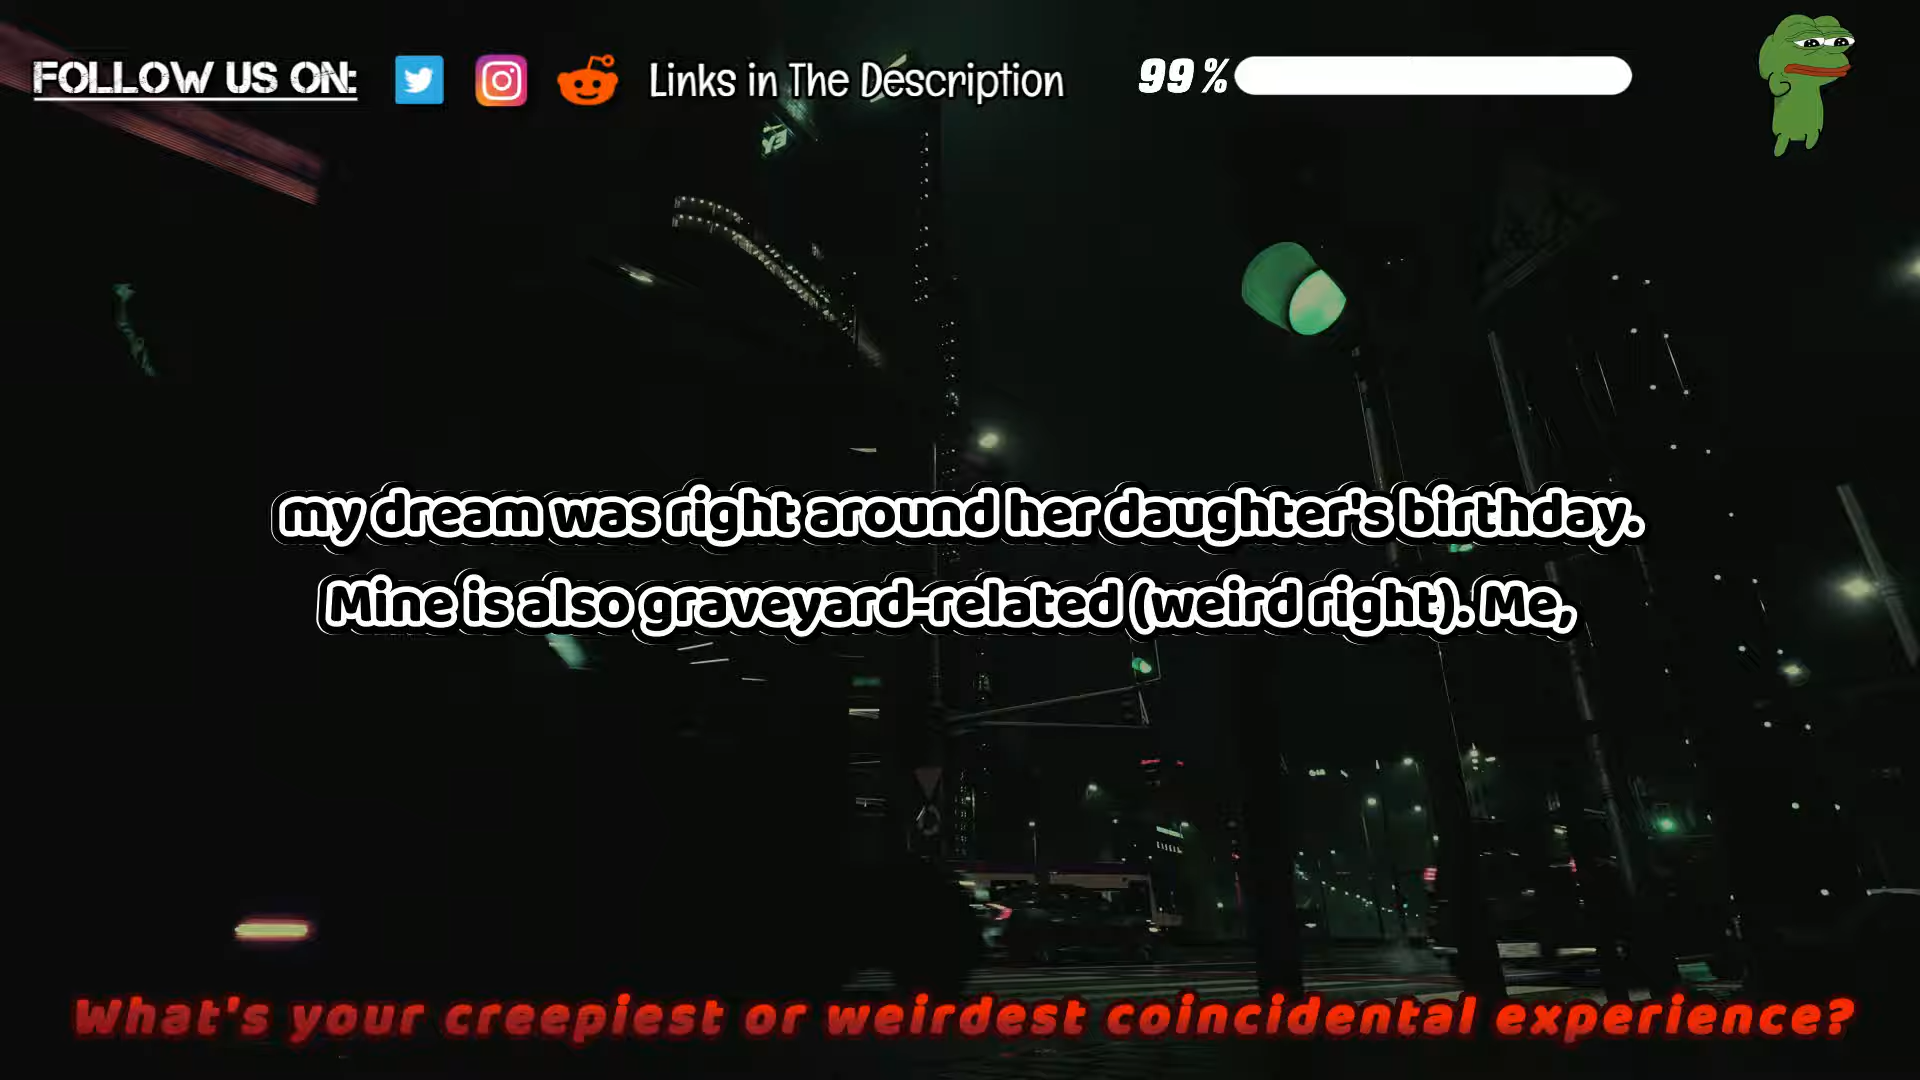 FOLLOW US ON:
Links in The Description
99%
my dream was right around her daughter's birthday.
Mine is also graveyard-related (weird right). Me,
What's your creepiest or weirdest coincidental experience?